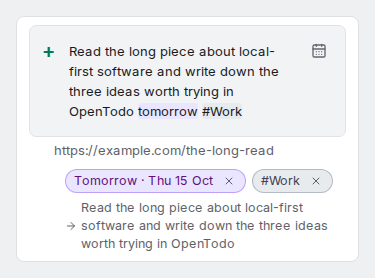 Read the long piece about local-
first software and write down the
three ideas worth trying in
OpenTodo tomorrow #Work
https://example.com/the-long-read
Tomorrow · Thu 15 Oct × #Work ×
Read the long piece about local-first
→ software and write down the three ideas
worth trying in OpenTodo